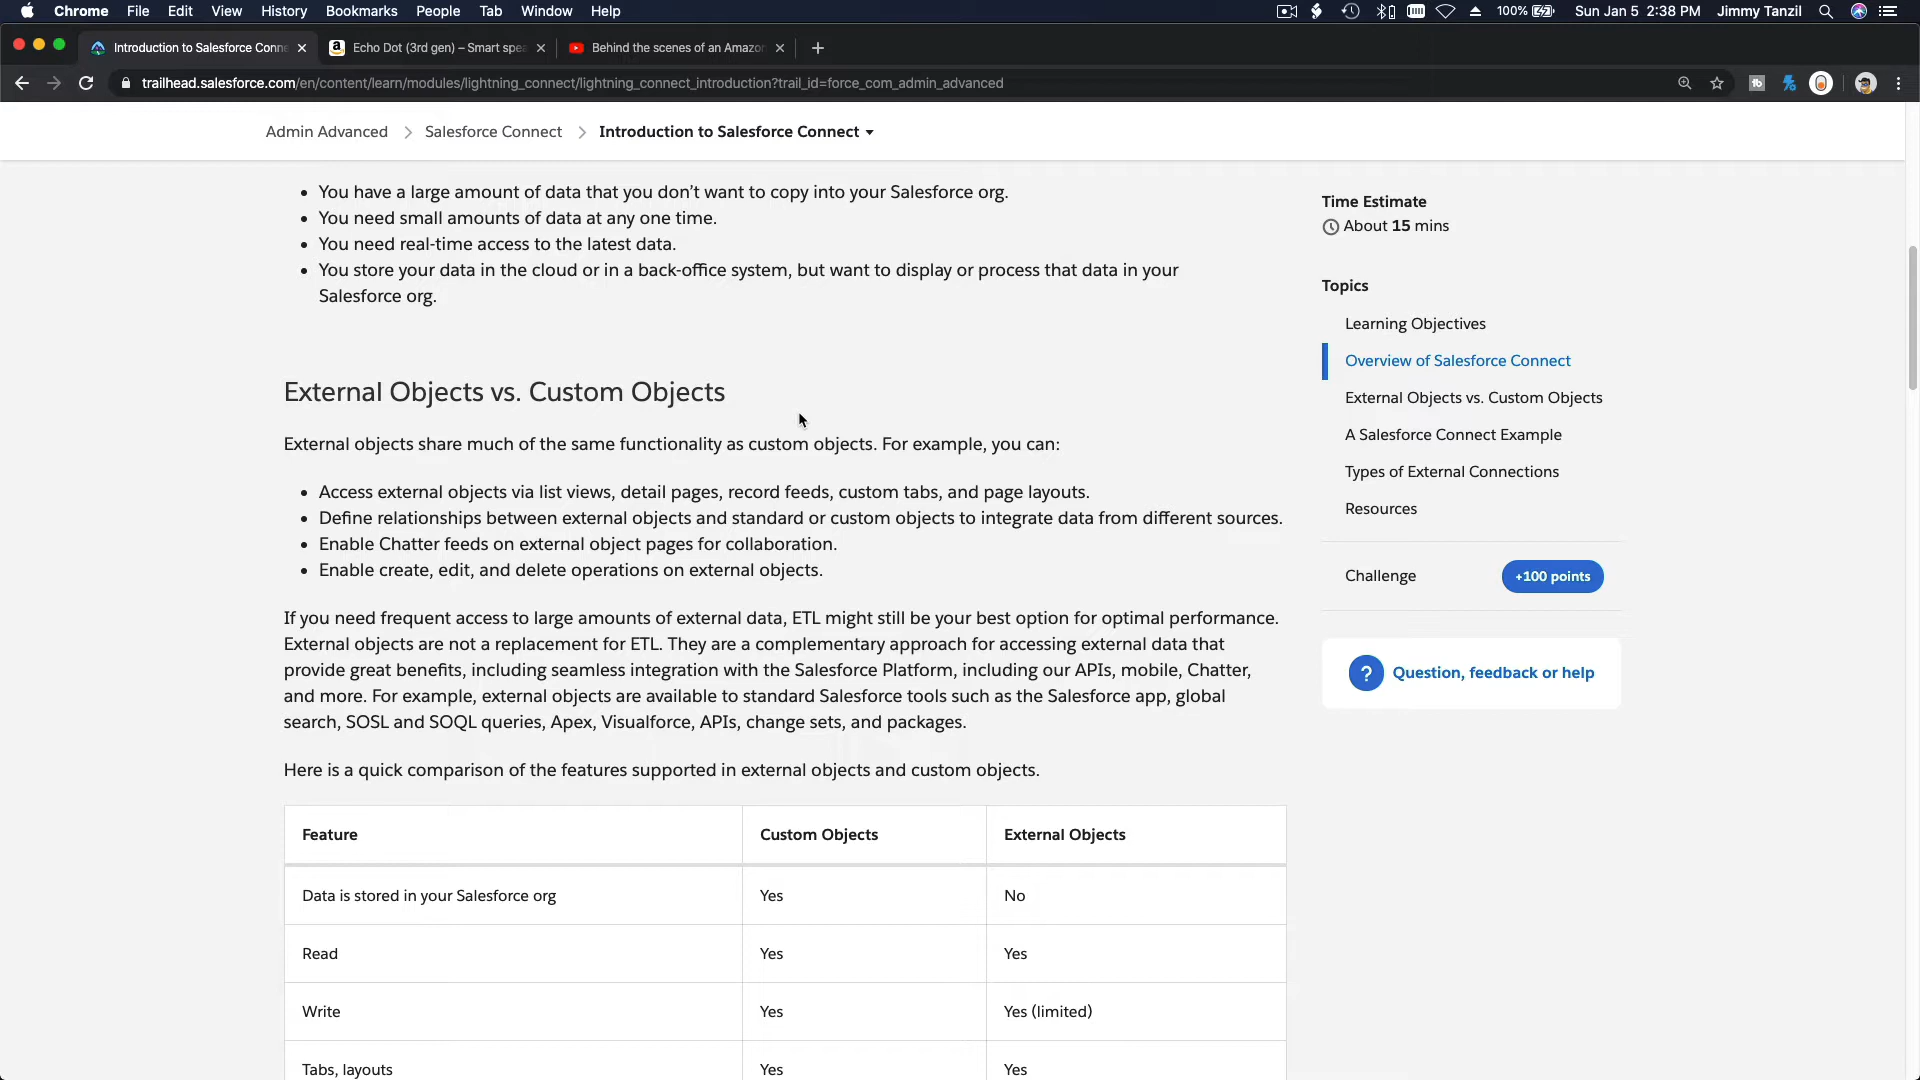 Chrome File Edit View History Bookmarks People Tab Window Help 100% Sun Jan 5 2:38 PM Jimmy Tanzil
Introduction to Salesforce Conne Echo Dot (3rd gen) – Smart spea Behind the scenes of an Amazon
trailhead.salesforce.com/en/content/learn/modules/lightning_connect/lightning_connect_introduction?trail_id=force_com_admin_advanced
Admin Advanced Salesforce Connect Introduction to Salesforce Connect
You have a large amount of data that you don't want to copy into your Salesforce org.
You need small amounts of data at any one time.
You need real-time access to the latest data.
You store your data in the cloud or in a back-office system, but want to display or process that data in your
Salesforce org.
External Objects vs. Custom Objects
External objects share much of the same functionality as custom objects. For example, you can:
Access external objects via list views, detail pages, record feeds, custom tabs, and page layouts.
Define relationships between external objects and standard or custom objects to integrate data from different sources.
Enable Chatter feeds on external object pages for collaboration.
Enable create, edit, and delete operations on external objects.
If you need frequent access to large amounts of external data, ETL might still be your best option for optimal performance.
External objects are not a replacement for ETL. They are a complementary approach for accessing external data that
provide great benefits, including seamless integration with the Salesforce Platform, including our APIs, mobile, Chatter,
and more. For example, external objects are available to standard Salesforce tools such as the Salesforce app, global
search, SOSL and SOQL queries, Apex, Visualforce, APIs, change sets, and packages.
Here is a quick comparison of the features supported in external objects and custom objects.
Feature Custom Objects External Objects
Data is stored in your Salesforce org Yes No
Read Yes Yes
Write Yes Yes (limited)
Tabs, layouts Yes Yes
Time Estimate
About 15 mins
Topics
Learning Objectives
Overview of Salesforce Connect
External Objects vs. Custom Objects
A Salesforce Connect Example
Types of External Connections
Resources
Challenge +100 points
? Question, feedback or help